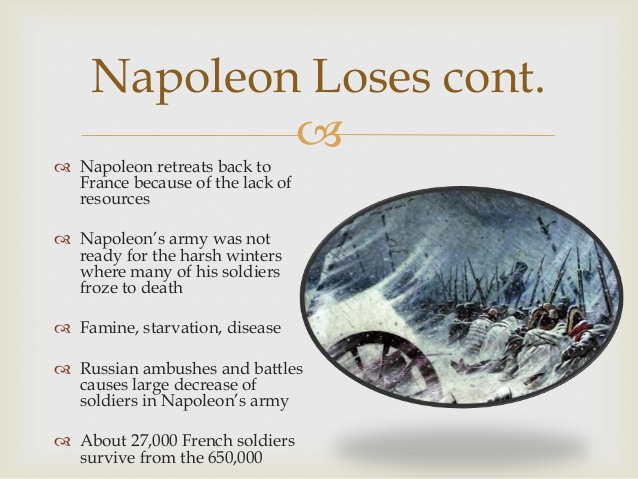 Napoleon Loses cont.
Napoleon retreats back to
France because of the lack of
resources
Napoleon’s army was not
ready for the harsh winters
where many of his soldiers
froze to death
Famine, starvation, disease
Russian ambushes and battles
causes large decrease of
soldiers in Napoleon’s army
About 27,000 French soldiers
survive from the 650,000